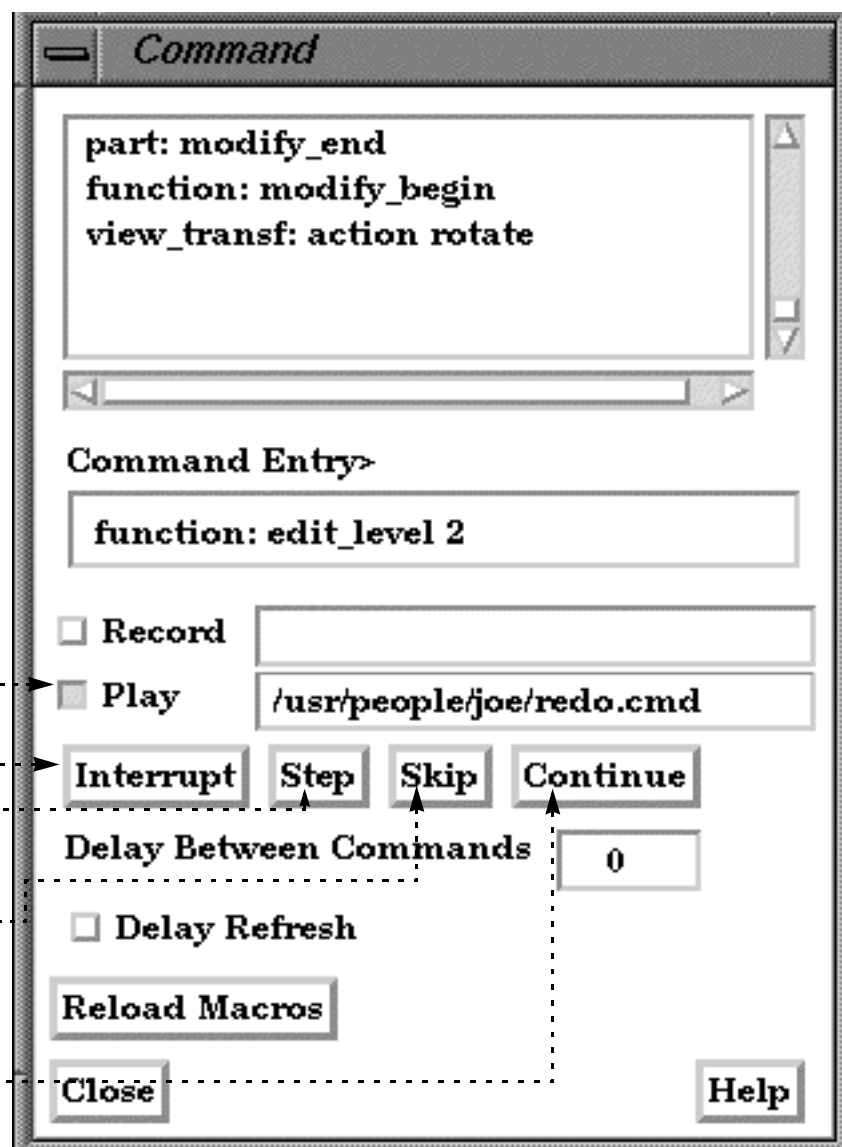 Command
part: modify_end
function: modify_begin
view_transf: action rotate
Command Entry>
function: edit_level 2
Record
Play /usr/people/joe/redo.cmd
Interrupt Step Skip Continue
Delay Between Commands 0
Delay Refresh
Reload Macros
Close Help